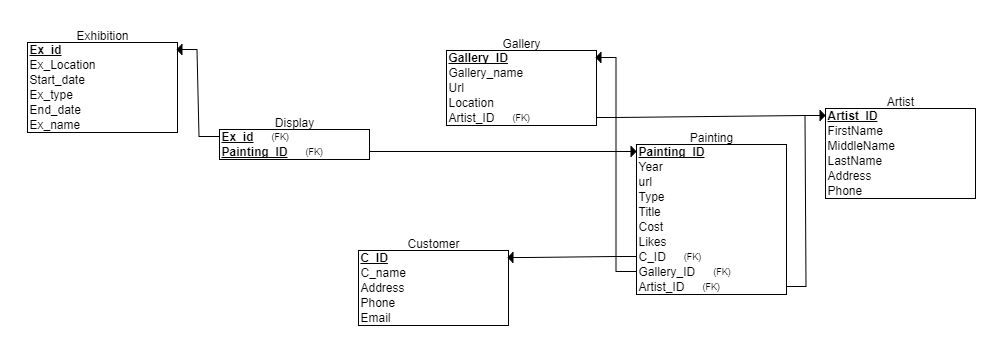 Exhibition
Ex_id
Ex_Location
Start_date
Ex_type
End_date
Ex_name
Display
Ex_id (FK)
Painting_ID (FK)
Gallery
Gallery_ID
Gallery_name
Url
Location
Artist_ID (FK)
Artist
Artist_ID
FirstName
MiddleName
LastName
Address
Phone
Painting
Painting_ID
Year
url
Type
Title
Cost
Likes
C_ID (FK)
Gallery_ID (FK)
Artist_ID (FK)
Customer
C_ID
C_name
Address
Phone
Email